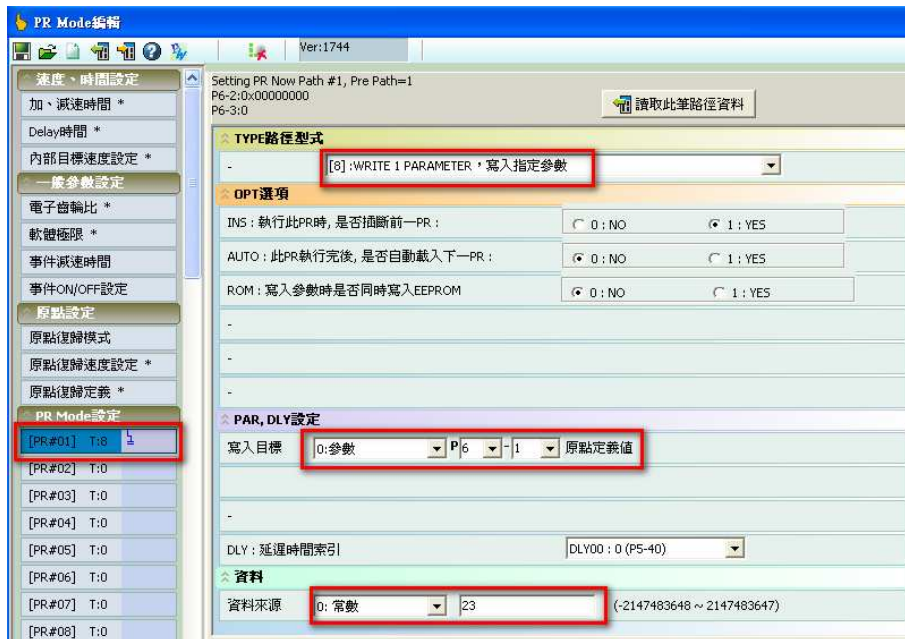 PR Mode編輯
Ver:1744
速度、時間設定
加、減速時間 *
Delay時間 *
內部目標速度設定 *
一般參數設定
電子齒輪比 *
軟體極限 *
事件減速時間
事件ON/OFF設定
原點設定
原點復歸模式
原點復歸速度設定 *
原點復歸定義 *
PR Mode設定
[PR#01] T:8
[PR#02] T:0
[PR#03] T:0
[PR#04] T:0
[PR#05] T:0
[PR#06] T:0
[PR#07] T:0
[PR#08] T:0
Setting PR Now Path #1, Pre Path=1
P6-2:0x00000000
P6-3:0
讀取此筆路徑資料
TYPE路徑型式
- [8] :WRITE 1 PARAMETER,寫入指定參數
OPT選項
INS : 執行此PR時, 是否插斷前一PR : 0 : NO 1 : YES
AUTO : 此PR執行完後, 是否自動載入下一PR : 0 : NO 1 : YES
ROM : 寫入參數時是否同時寫入EEPROM 0 : NO 1 : YES
-
-
-
PAR, DLY設定
寫入目標 0:參數 P 6 - 1 原點定義值
-
DLY : 延遲時間索引 DLY00 : 0 (P5-40)
資料
資料來源 0: 常數 23 (-2147483648 ~ 2147483647)